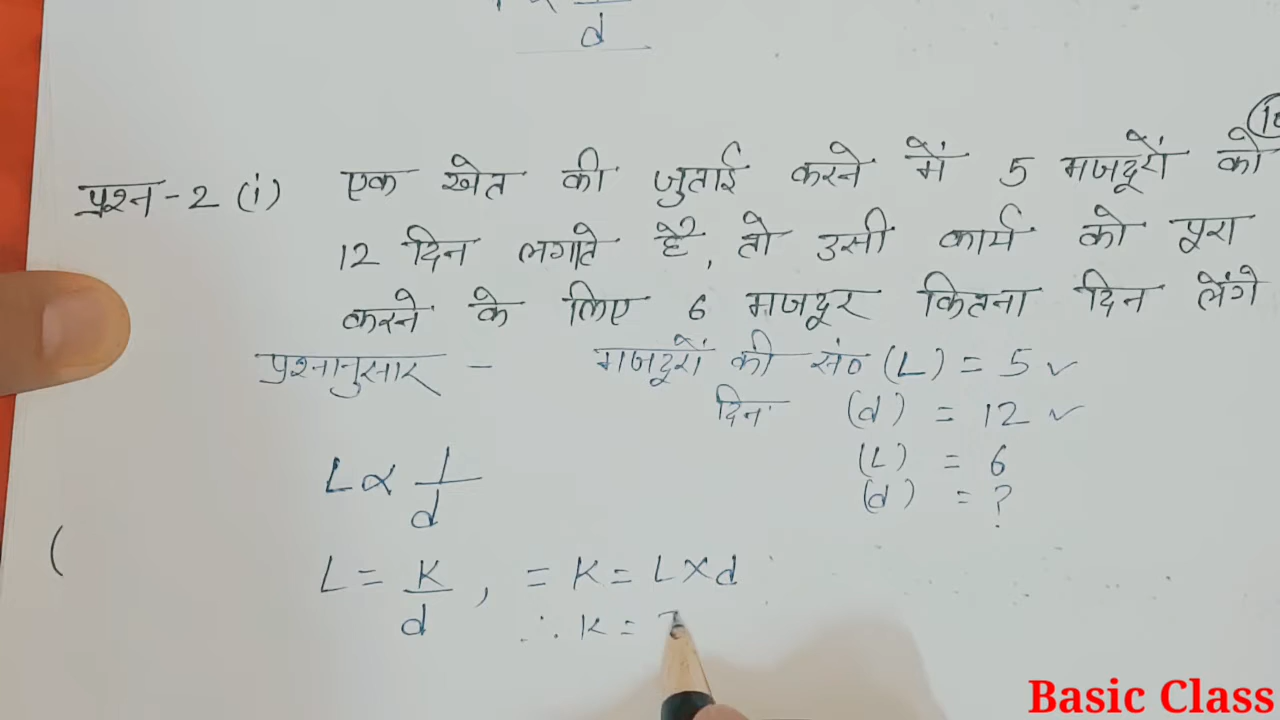 d
प्रश्न-2 (i) एक खेत की जुताई करने में 5 मजदूरों को
12 दिन लगाते है, तो उसी कार्य को पूरा
करने के लिए 6 मजदूर कितना दिन लेंगे
प्रश्नानुसार - मजदूरों की सं० (L) = 5 ✓
दिन (d) = 12 ✓
(L) = 6
(d) = ?
L ∝ 1/d
(
L = K/d, = K = L×d
∴ K =
Basic Class